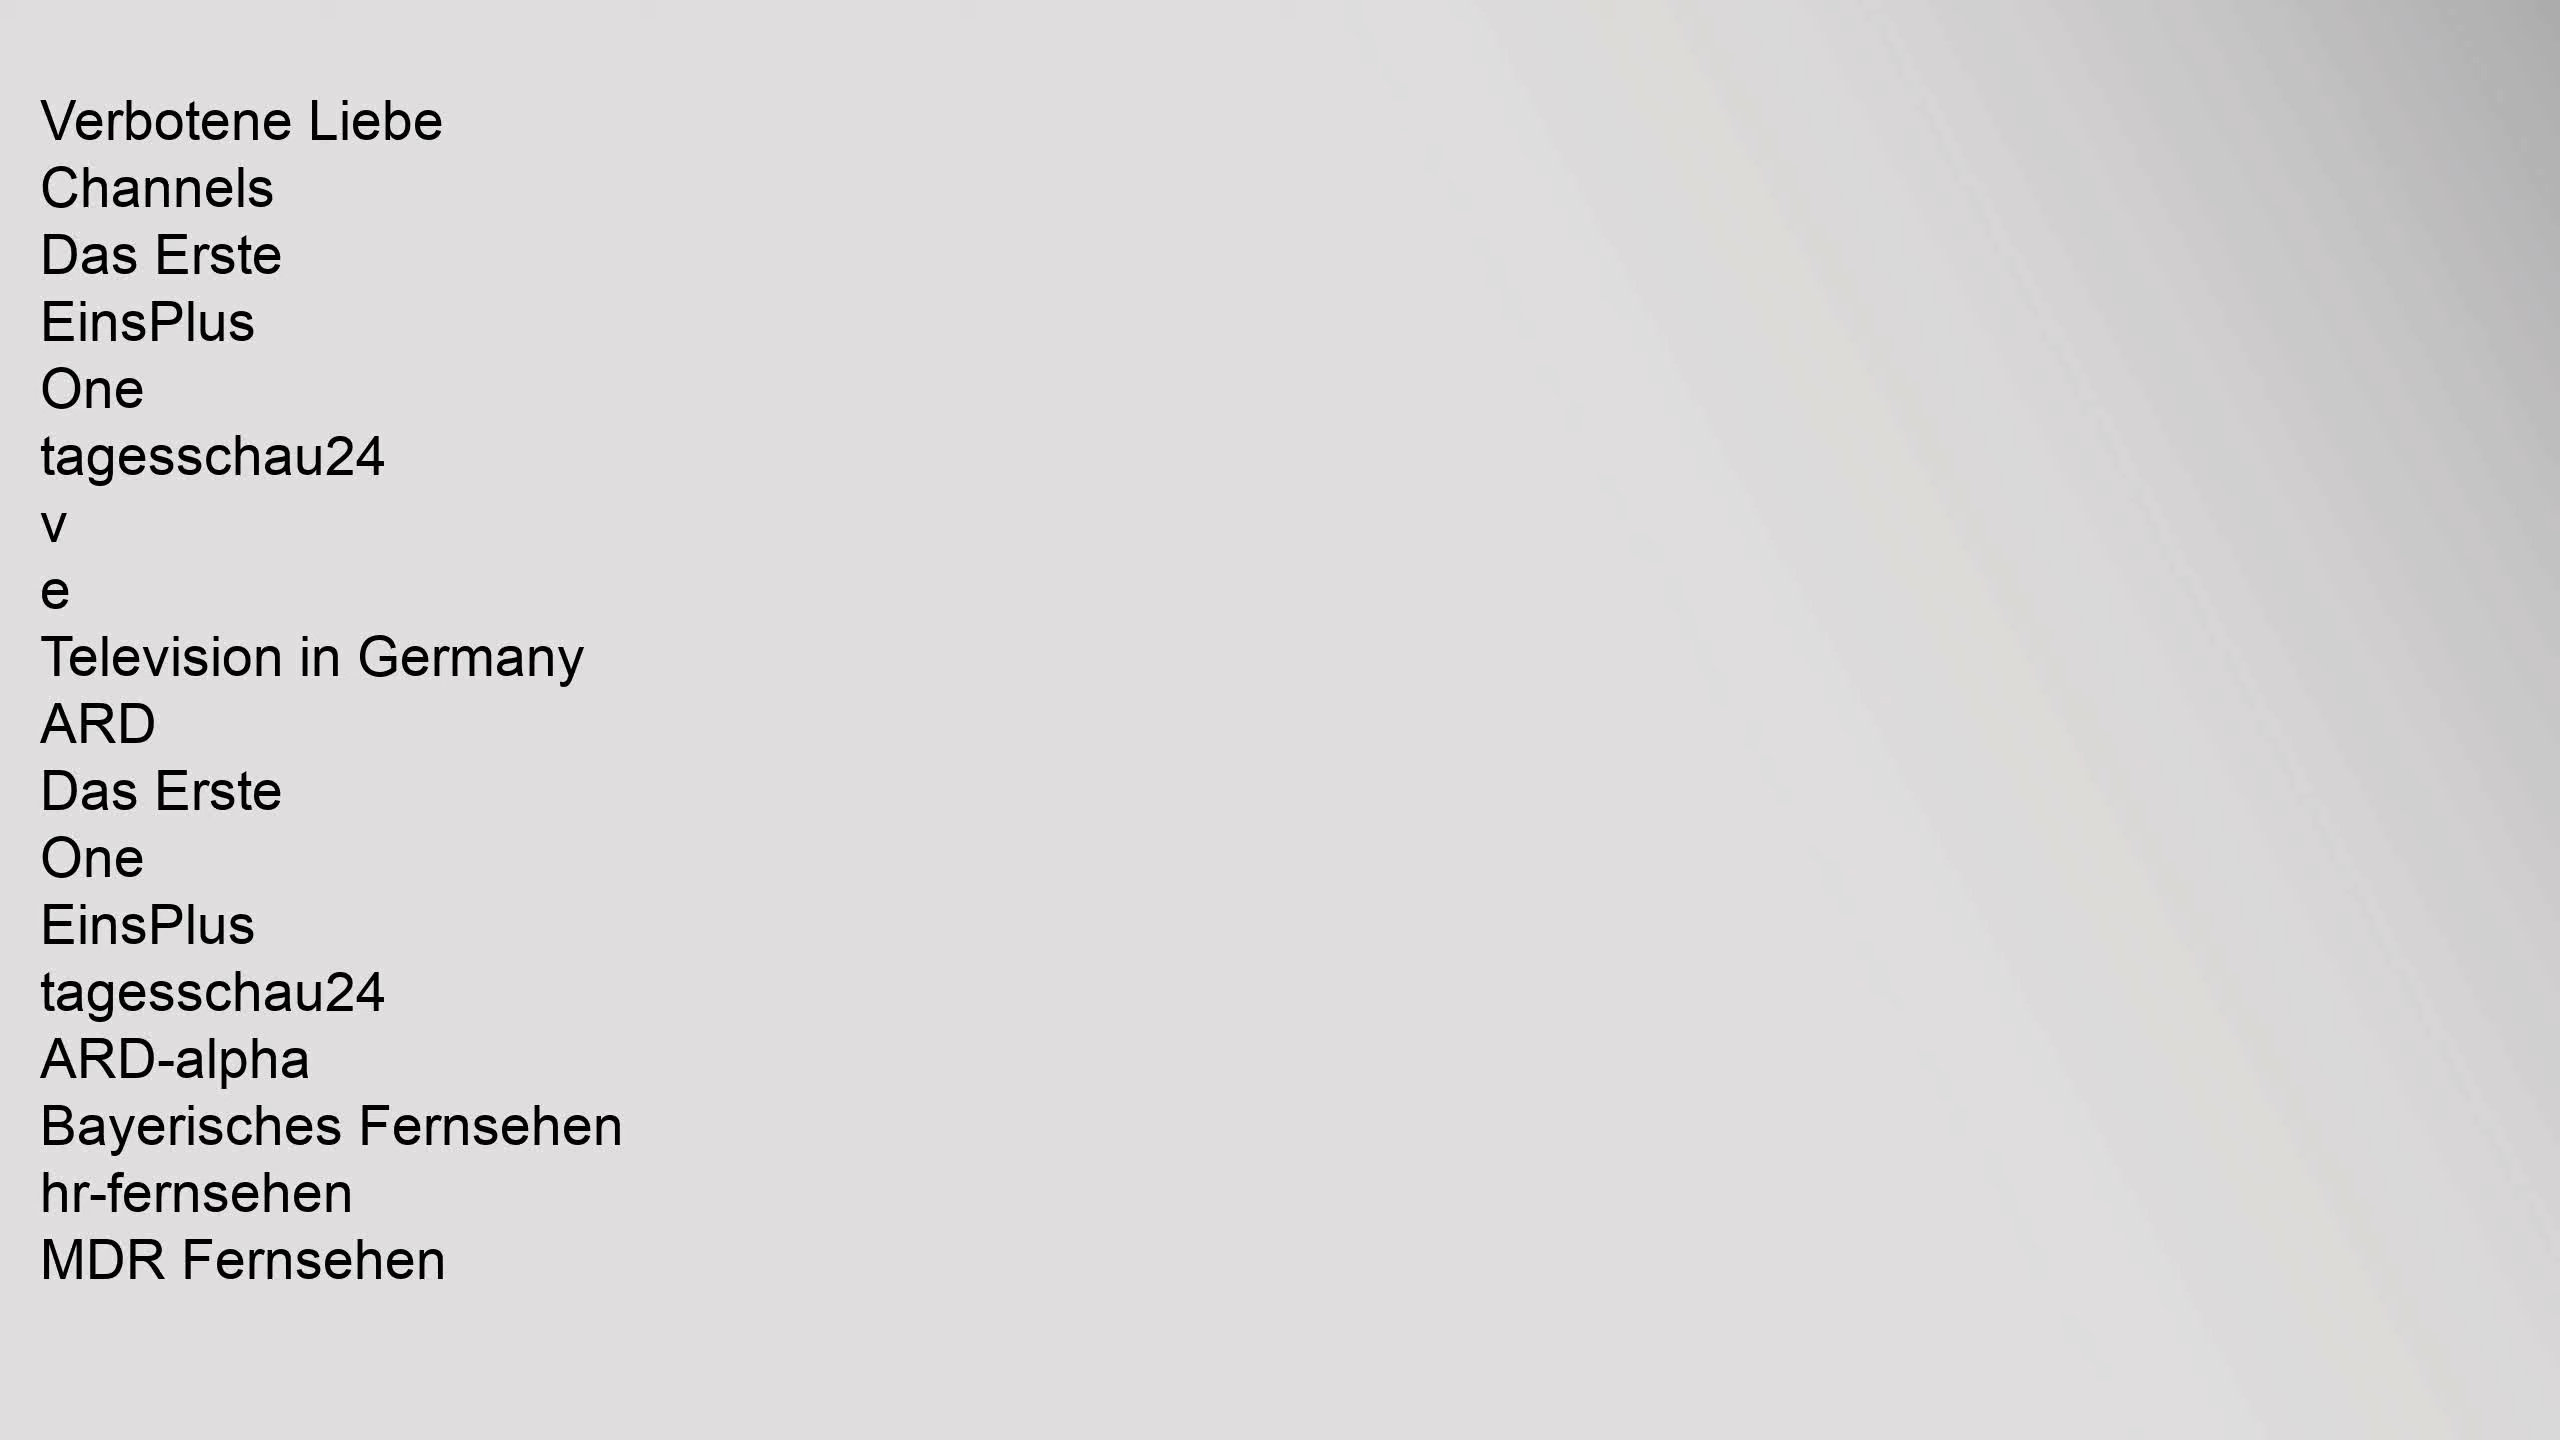 Verbotene Liebe
Channels
Das Erste
EinsPlus
One
tagesschau24
v
e
Television in Germany
ARD
Das Erste
One
EinsPlus
tagesschau24
ARD-alpha
Bayerisches Fernsehen
hr-fernsehen
MDR Fernsehen